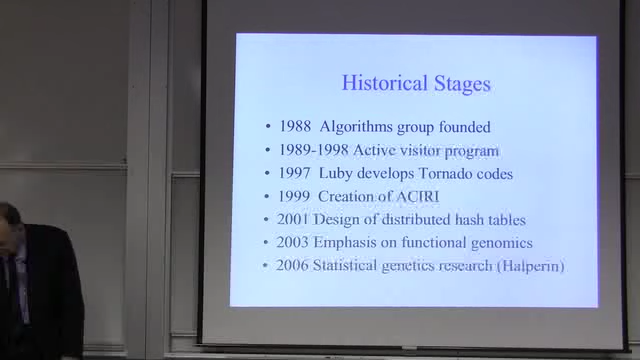 Historical Stages
• 1988 Algorithms group founded
• 1989-1998 Active visitor program
• 1997 Luby develops Tornado codes
• 1999 Creation of ACIRI
• 2001 Design of distributed hash tables
• 2003 Emphasis on functional genomics
• 2006 Statistical genetics research (Halperin)